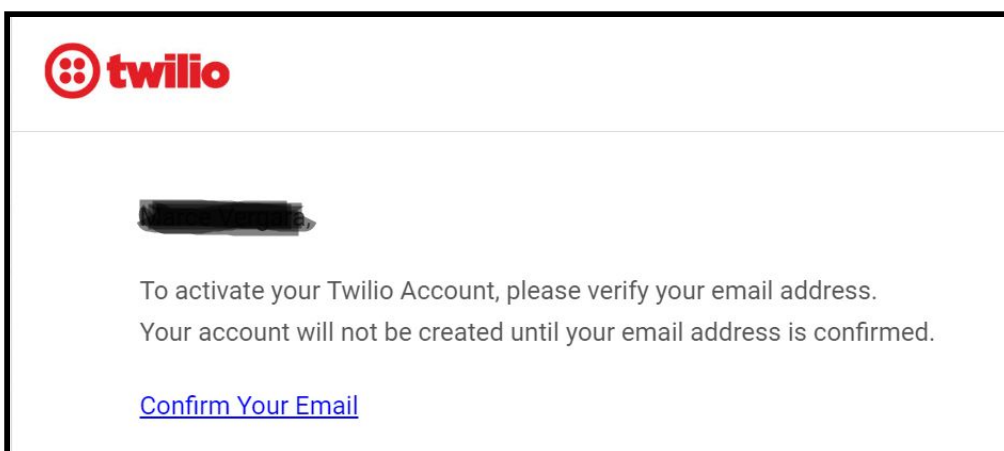 twilio
To activate your Twilio Account, please verify your email address.
Your account will not be created until your email address is confirmed.
Confirm Your Email